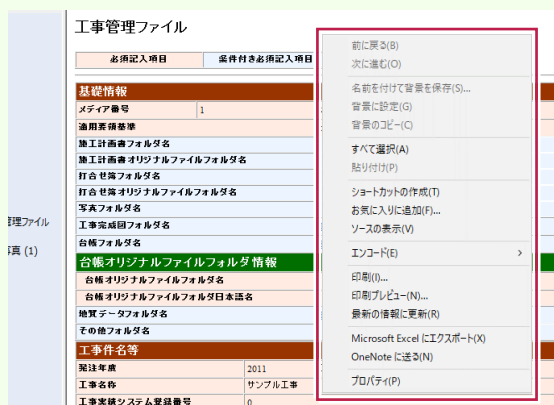 工事管理ファイル
必須記入項目
条件付き必須記入項目
基礎情報
メディア番号 1
適用要領基準
施工計画書フォルダ名
施工計画書オリジナルファイルフォルダ名
打合せ簿フォルダ名
打合せ簿オリジナルファイルフォルダ名
写真フォルダ名
工事完成図フォルダ名
台帳フォルダ名
台帳オリジナルファイルフォルダ情報
台帳オリジナルファイルフォルダ名
台帳オリジナルファイルフォルダ日本語名
地質データフォルダ名
その他フォルダ名
工事件名等
発注年度 2011
工事名称 サンプル工事
工事実績システム登録番号 0
管理ファイル
写真 (1)
前に戻る(B)
次に進む(O)
名前を付けて背景を保存(S)...
背景に設定(G)
背景のコピー(C)
すべて選択(A)
貼り付け(P)
ショートカットの作成(T)
お気に入りに追加(F)...
ソースの表示(V)
エンコード(E)
印刷(I)...
印刷プレビュー(N)...
最新の情報に更新(R)
Microsoft Excel にエクスポート(X)
OneNote に送る(N)
プロパティ(P)